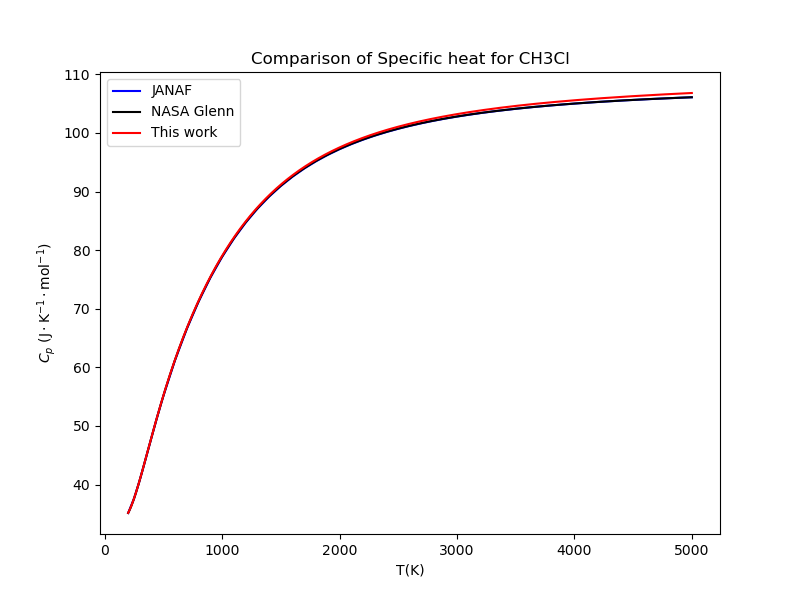 Comparison of Specific heat for CH3Cl
JANAF
NASA Glenn
This work
110
100
90
80
70
60
50
40
$C_p$ (J · K$^{-1}$ · mol$^{-1}$)
0 1000 2000 3000 4000 5000
T(K)